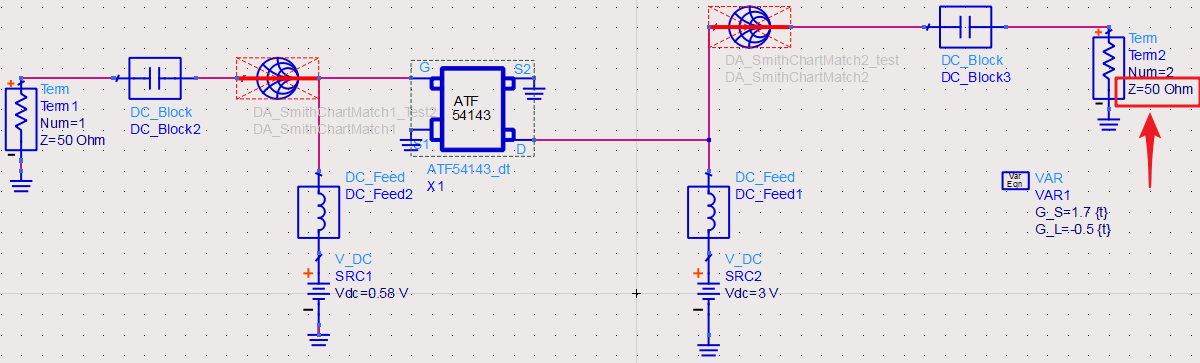 Term
Term1
Num=1
Z=50 Ohm
DC_Block
DC_Block2
DA_SmithChartMatch1_Test2
DA_SmithChartMatch1
G
S2
ATF
54143
S1
D
ATF54143_dt
X1
DC_Feed
DC_Feed2
V_DC
SRC1
Vdc=0.58 V
DC_Feed
DC_Feed1
V_DC
SRC2
Vdc=3 V
DA_SmithChartMatch2_test
DA_SmithChartMatch2
DC_Block
DC_Block3
Term
Term2
Num=2
Z=50 Ohm
Var
Eqn
VAR
VAR1
G_S=1.7 {t}
G_L=-0.5 {t}